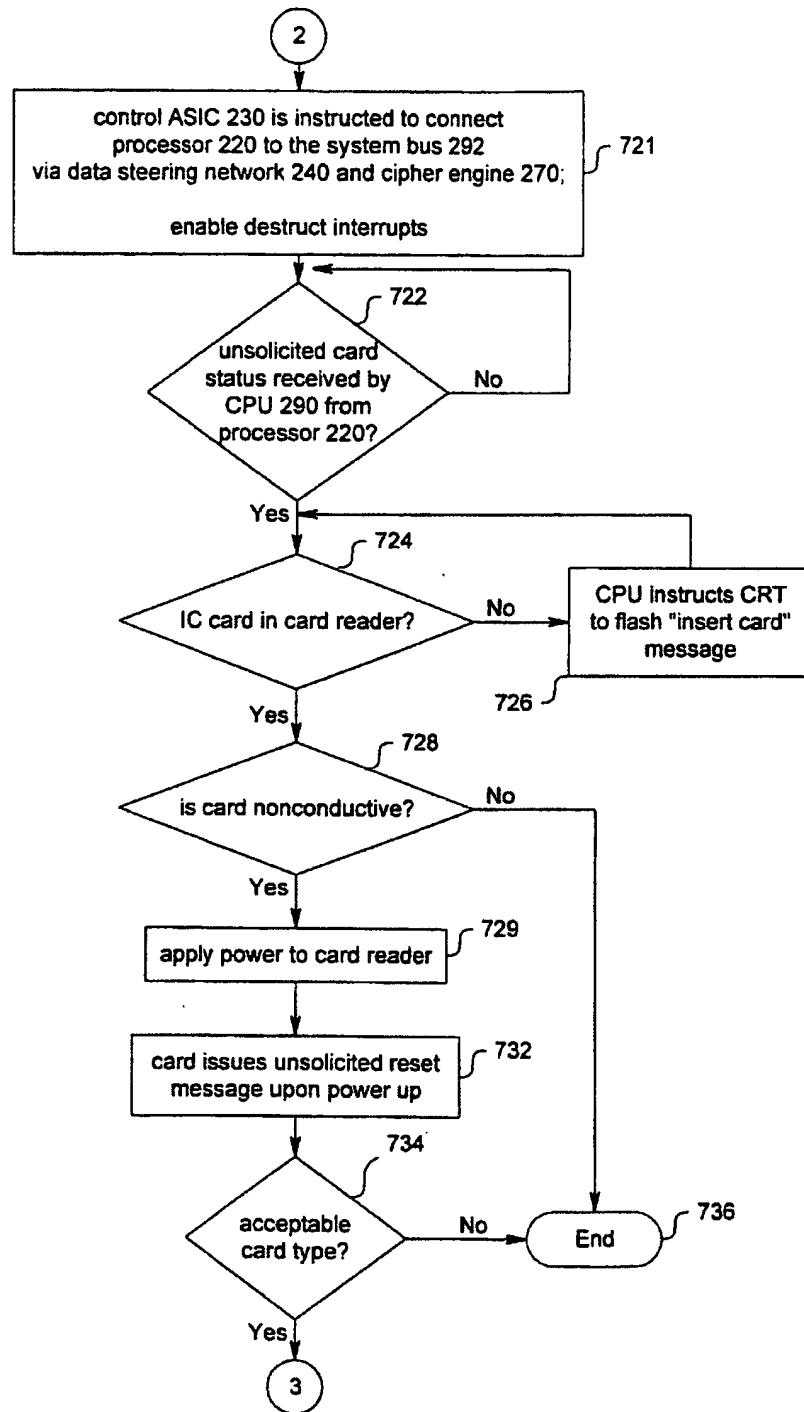 2
control ASIC 230 is instructed to connect
processor 220 to the system bus 292
via data steering network 240 and cipher engine 270;
enable destruct interrupts
721
722
unsolicited card
status received by
CPU 290 from
processor 220?
No
Yes
724
IC card in card reader?
No
CPU instructs CRT
to flash "insert card"
message
726
Yes
728
is card nonconductive?
No
Yes
729
apply power to card reader
732
card issues unsolicited reset
message upon power up
734
acceptable
card type?
No
End
736
Yes
3